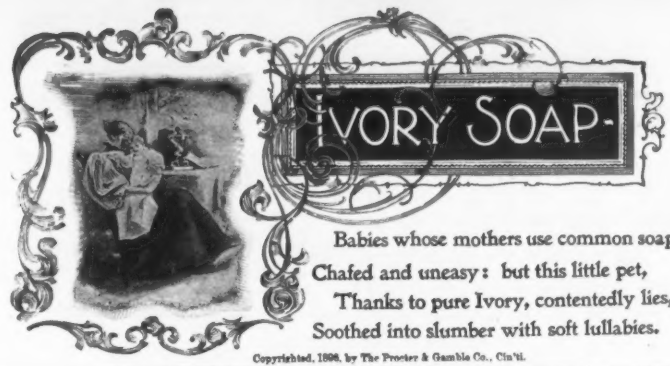 IVORY SOAP-
Babies whose mothers use common soap
Chafed and uneasy: but this little pet,
Thanks to pure Ivory, contentedly lies,
Soothed into slumber with soft lullabies.
Copyrighted, 1896, by The Procter & Gamble Co., Cin'ti.